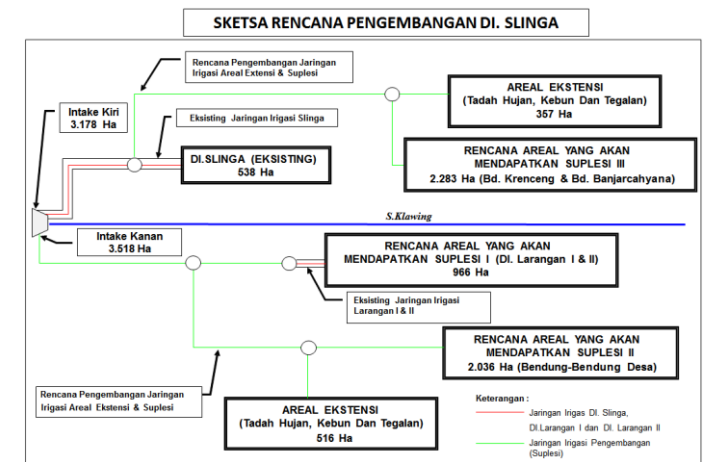 SKETSA RENCANA PENGEMBANGAN DI. SLINGA
Rencana Pengembangan Jaringan
Irigasi Areal Extensi & Suplesi
AREAL EKSTENSI
(Tadah Hujan, Kebun Dan Tegalan)
357 Ha
Intake Kiri
3.178 Ha
Eksisting Jaringan Irigasi Slinga
DI.SLINGA (EKSISTING)
538 Ha
RENCANA AREAL YANG AKAN
MENDAPATKAN SUPLESI III
2.283 Ha (Bd. Krenceng & Bd. Banjarcahyana)
S.Klawing
Intake Kanan
3.518 Ha
RENCANA AREAL YANG AKAN
MENDAPATKAN SUPLESI I (DI. Larangan I & II)
966 Ha
Eksisting Jaringan Irigasi
Larangan I & II
RENCANA AREAL YANG AKAN
MENDAPATKAN SUPLESI II
2.036 Ha (Bendung-Bendung Desa)
Rencana Pengembangan Jaringan
Irigasi Areal Ekstensi & Suplesi
AREAL EKSTENSI
(Tadah Hujan, Kebun Dan Tegalan)
516 Ha
Keterangan :
Jaringan Irigas DI. Slinga,
DI.Larangan I dan DI. Larangan II
Jaringan Irigasi Pengembangan
(Suplesi)